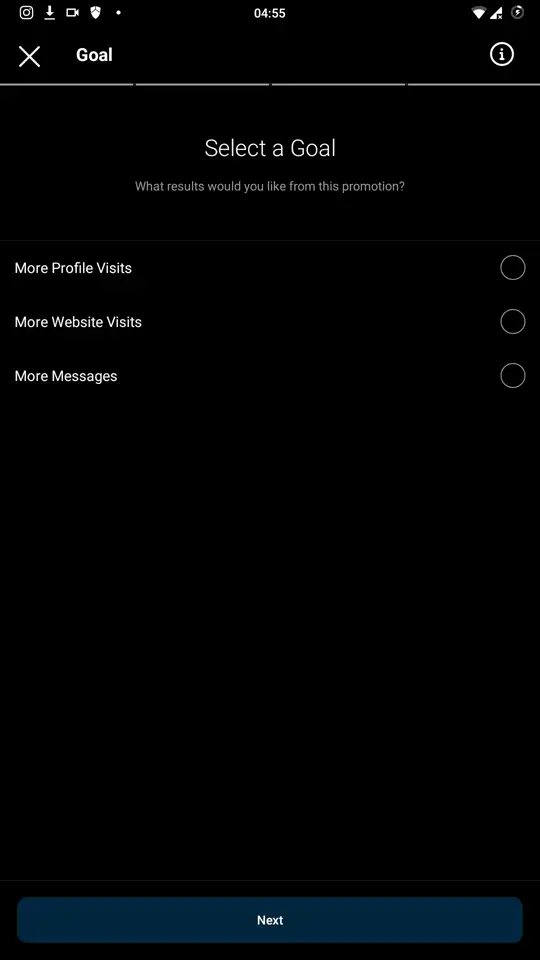 04:55
Goal
Select a Goal
What results would you like from this promotion?
More Profile Visits
More Website Visits
More Messages
Next